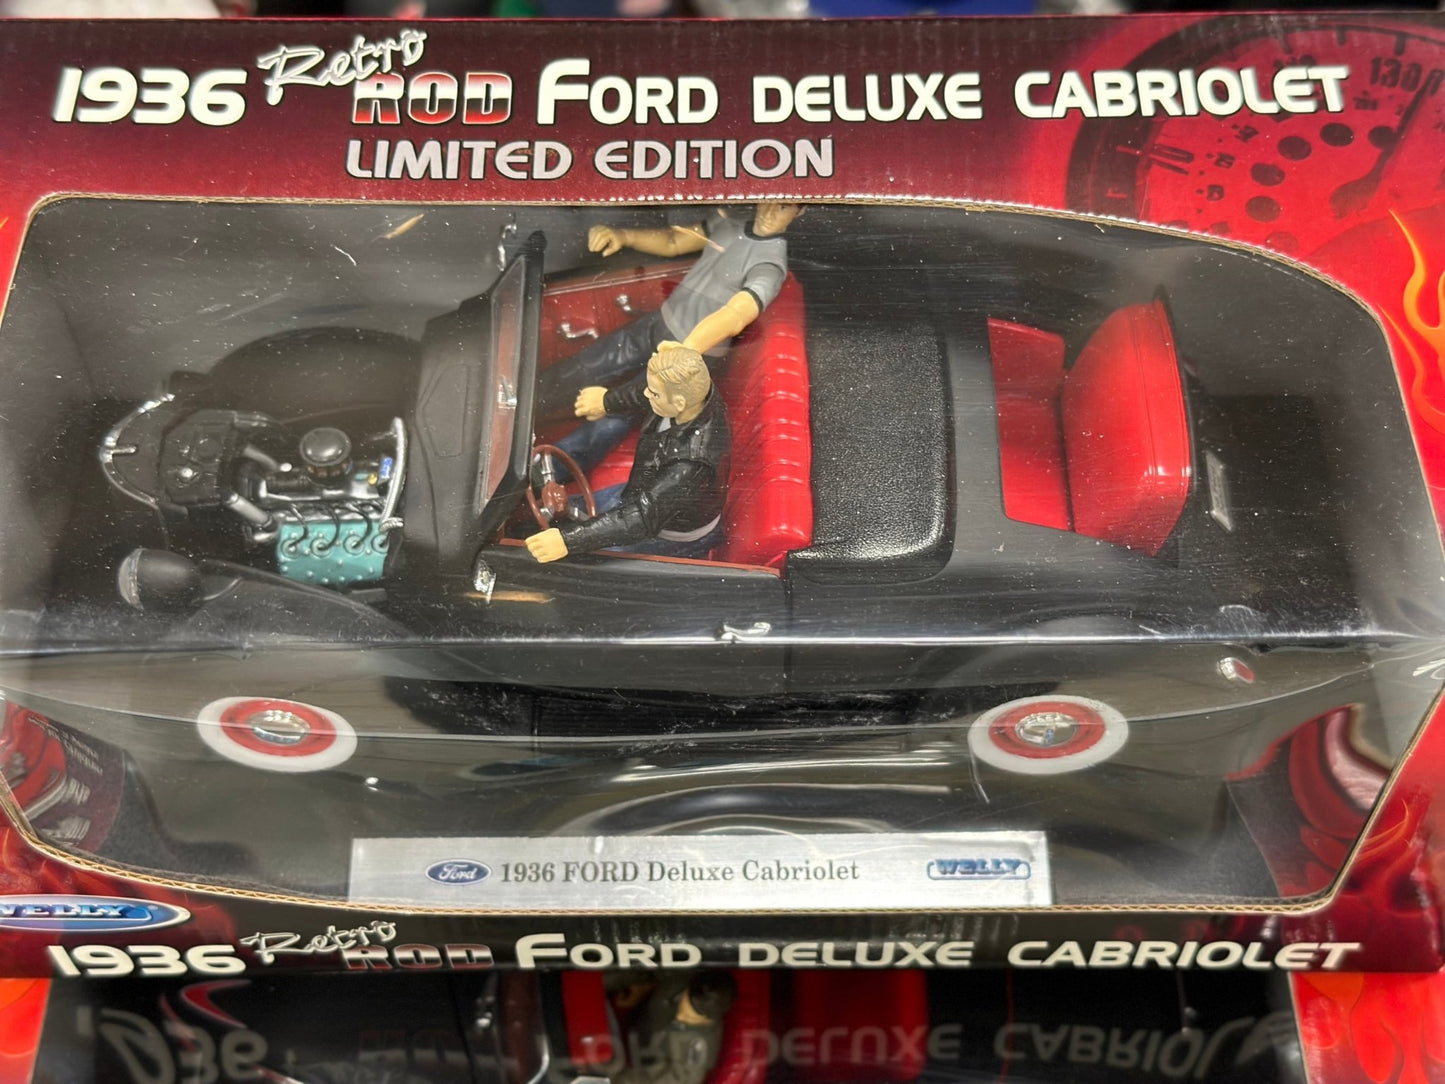 1936 Retro ROD FORD DELUXE CABRIOLET
LIMITED EDITION
130
Ford 1936 FORD Deluxe Cabriolet WELLY
WELLY
1936 Retro ROD FORD DELUXE CABRIOLET